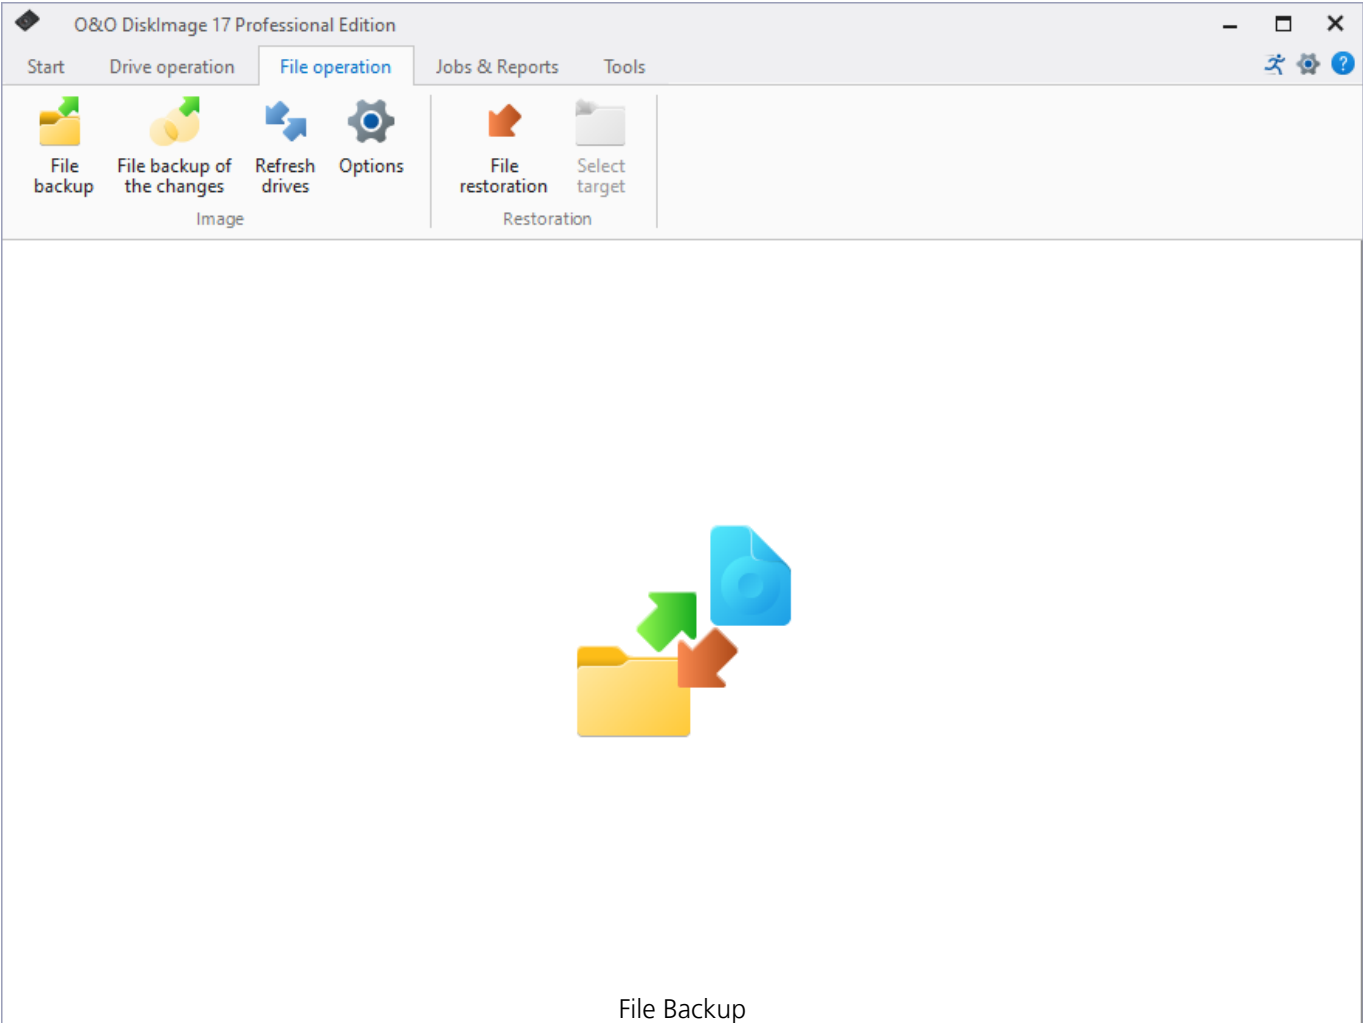 O&O DiskImage 17 Professional Edition
Start Drive operation File operation Jobs & Reports Tools
File backup
File backup of the changes
Refresh drives
Options
File restoration
Select target
Image
Restoration
File Backup